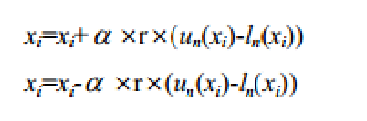 xᵢ=xᵢ+ α ×r×(uₙ(xᵢ)-lₙ(xᵢ))
xᵢ=xᵢ- α ×r×(uₙ(xᵢ)-lₙ(xᵢ))